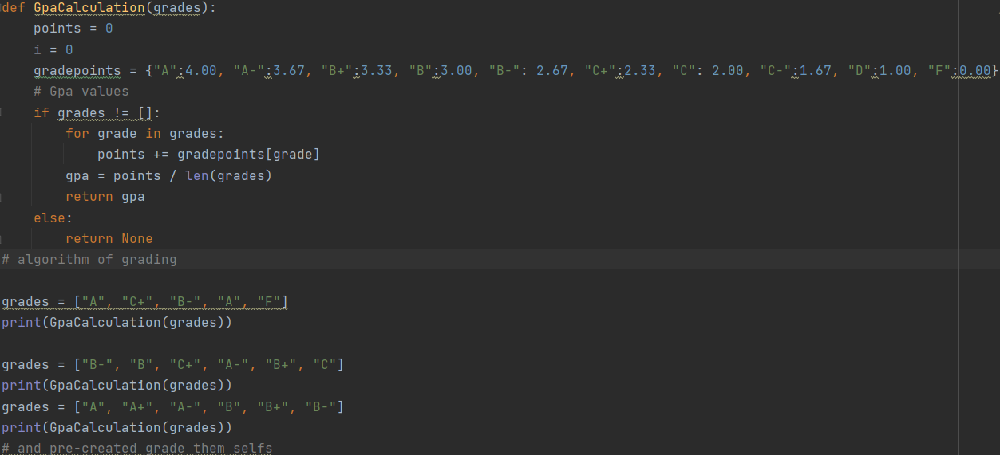 def GpaCalculation(grades):
    points = 0
    i = 0
    gradepoints = {"A":4.00, "A-":3.67, "B+":3.33, "B":3.00, "B-": 2.67, "C+":2.33, "C": 2.00, "C-":1.67, "D":1.00, "F":0.00}
    # Gpa values
    if grades != []:
        for grade in grades:
            points += gradepoints[grade]
        gpa = points / len(grades)
        return gpa
    else:
        return None
# algorithm of grading

grades = ["A", "C+", "B-", "A", "F"]
print(GpaCalculation(grades))

grades = ["B-", "B", "C+", "A-", "B+", "C"]
print(GpaCalculation(grades))
grades = ["A", "A+", "A-", "B", "B+", "B-"]
print(GpaCalculation(grades))
# and pre-created grade them selfs